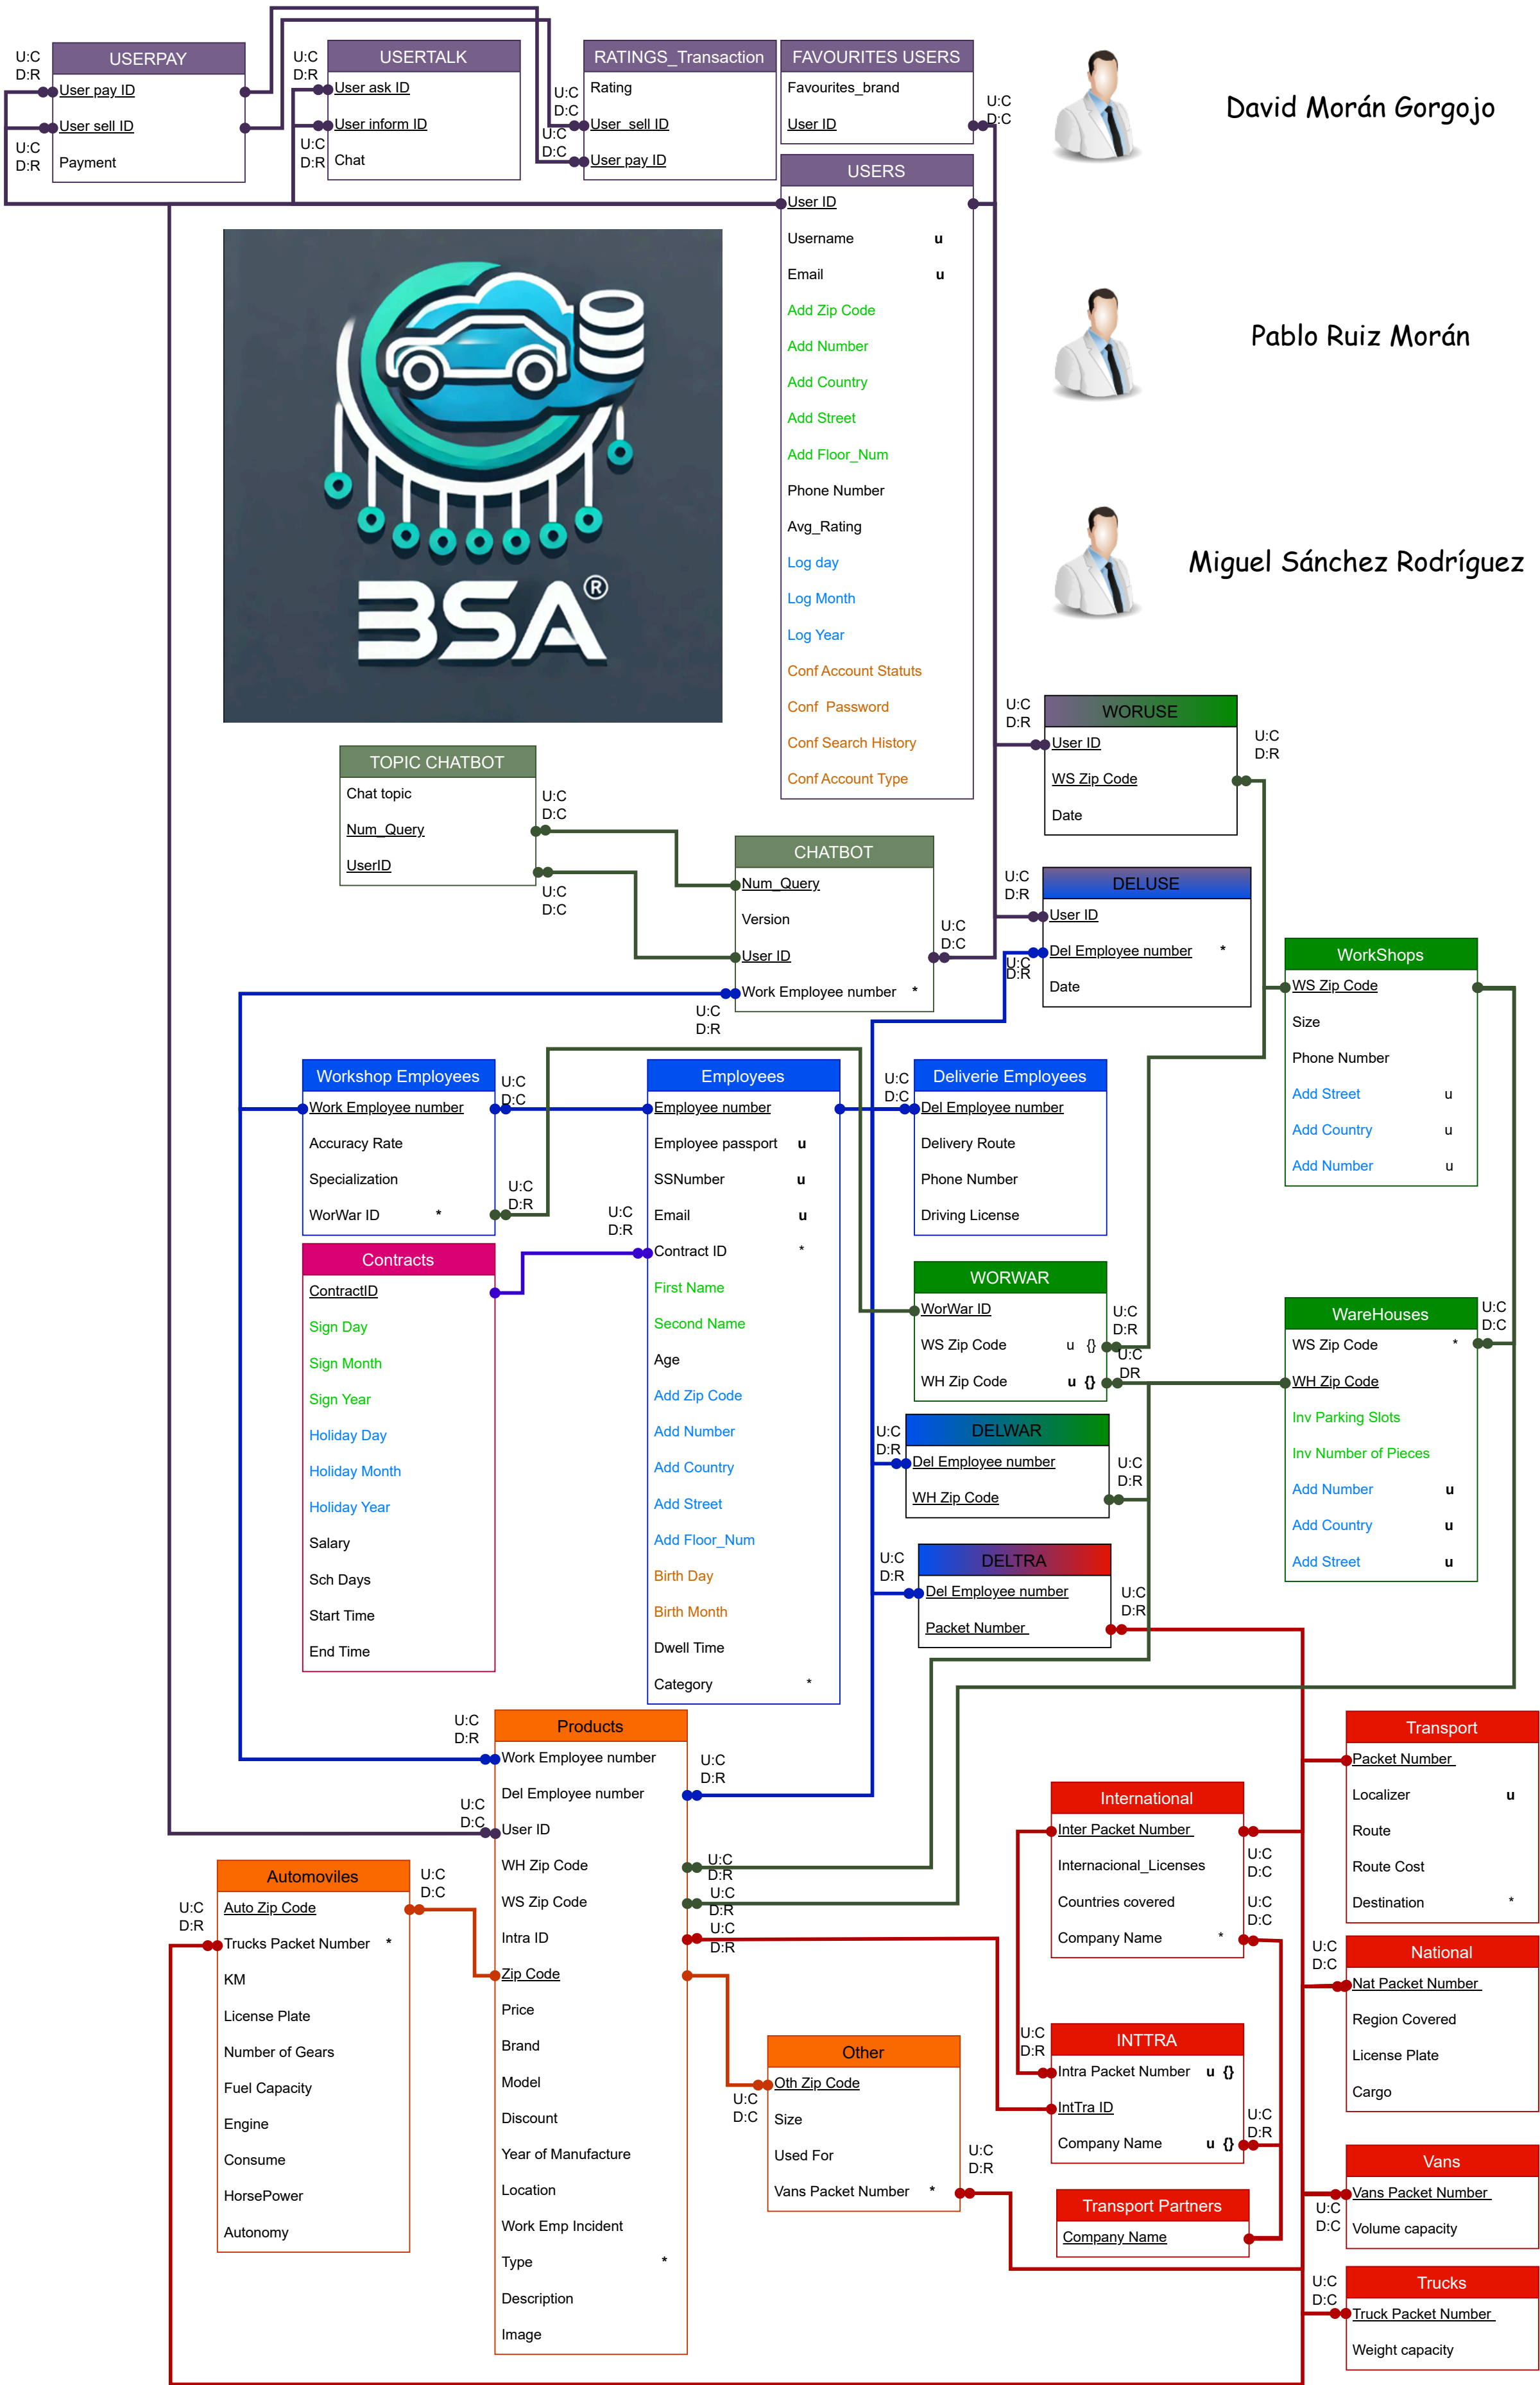 USERPAY
U:C
D:R
User pay ID
User sell ID
U:C
D:R
Payment
USERTALK
U:C
D:R
User ask ID
User inform ID
U:C
D:R
Chat
RATINGS_Transaction
Rating
U:C
D:C
User sell ID
U:C
D:C
User pay ID
FAVOURITES USERS
Favourites_brand
User ID
U:C
D:C
USERS
User ID
Username u
Email u
Add Zip Code
Add Number
Add Country
Add Street
Add Floor_Num
Phone Number
Avg_Rating
Log day
Log Month
Log Year
Conf Account Statuts
Conf Password
Conf Search History
Conf Account Type
David Morán Gorgojo
Pablo Ruiz Morán
Miguel Sánchez Rodríguez
BSA®
WORUSE
U:C
D:R
User ID
WS Zip Code
U:C
D:R
Date
TOPIC CHATBOT
Chat topic
Num_Query
U:C
D:C
UserID
U:C
D:C
CHATBOT
Num_Query
Version
User ID
U:C
D:C
Work Employee number *
U:C
D:R
DELUSE
U:C
D:R
User ID
Del Employee number *
U:C
D:R
Date
WorkShops
WS Zip Code
Size
Phone Number
Add Street u
Add Country u
Add Number u
Workshop Employees
U:C
D:C
Work Employee number
Accuracy Rate
Specialization
WorWar ID *
U:C
D:R
Employees
Employee number
Employee passport u
SSNumber u
Email u
U:C
D:R
Contract ID *
First Name
Second Name
Age
Add Zip Code
Add Number
Add Country
Add Street
Add Floor_Num
Birth Day
Birth Month
Dwell Time
Category *
Deliverie Employees
U:C
D:C
Del Employee number
Delivery Route
Phone Number
Driving License
Contracts
ContractID
Sign Day
Sign Month
Sign Year
Holiday Day
Holiday Month
Holiday Year
Salary
Sch Days
Start Time
End Time
WORWAR
WorWar ID
U:C
D:R
WS Zip Code u {}
U:C
DR
WH Zip Code u {}
WareHouses
U:C
D:C
WS Zip Code *
WH Zip Code
Inv Parking Slots
Inv Number of Pieces
Add Number u
Add Country u
Add Street u
DELWAR
U:C
D:R
Del Employee number
U:C
D:R
WH Zip Code
DELTRA
U:C
D:R
Del Employee number
U:C
D:R
Packet Number
Products
U:C
D:R
Work Employee number
U:C
D:R
Del Employee number
U:C
D:C
User ID
WH Zip Code
U:C
D:R
WS Zip Code
U:C
D:R
Intra ID
U:C
D:R
Zip Code
Price
Brand
Model
Discount
Year of Manufacture
Location
Work Emp Incident
Type *
Description
Image
Automoviles
U:C
D:C
Auto Zip Code
U:C
D:R
Trucks Packet Number *
KM
License Plate
Number of Gears
Fuel Capacity
Engine
Consume
HorsePower
Autonomy
Other
Oth Zip Code
U:C
D:C
Size
Used For
Vans Packet Number *
U:C
D:R
International
Inter Packet Number
U:C
D:C
Internacional_Licenses
Countries covered
U:C
D:C
Company Name *
INTTRA
U:C
D:R
Intra Packet Number u {}
IntTra ID
U:C
D:R
Company Name u {}
Transport Partners
Company Name
Transport
Packet Number
Localizer u
Route
Route Cost
Destination *
National
U:C
D:C
Nat Packet Number
Region Covered
License Plate
Cargo
Vans
Vans Packet Number
U:C
D:C
Volume capacity
Trucks
U:C
D:C
Truck Packet Number
Weight capacity